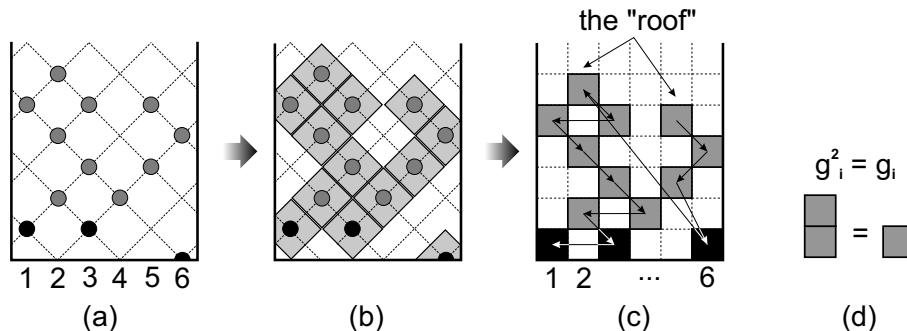 the "roof"
g²ᵢ = gᵢ
=
1 2 3 4 5 6
1 2 ... 6
(a) (b) (c) (d)